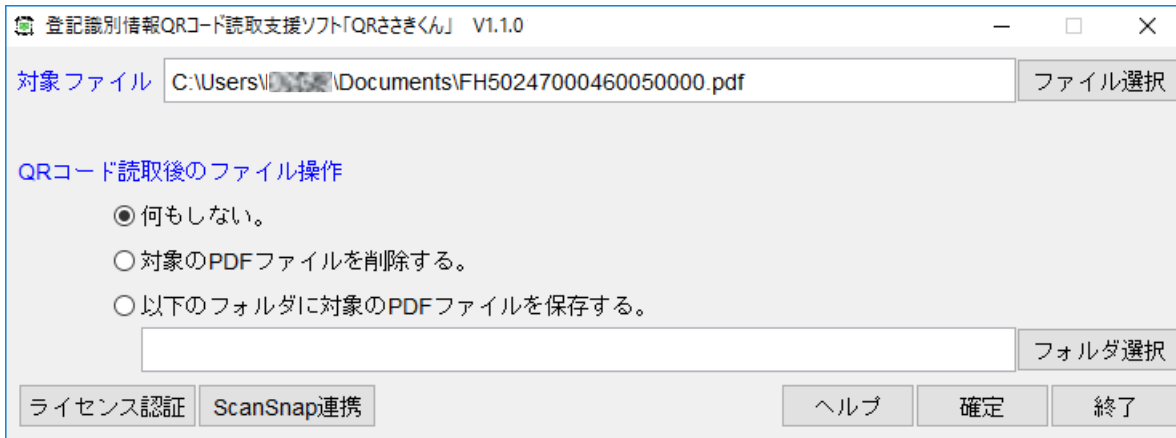 登記識別情報QRコード読取支援ソフト「QRささきくん」 V1.1.0
対象ファイル C:\Users\ \Documents\FH50247000460050000.pdf ファイル選択
QRコード読取後のファイル操作
何もしない。
対象のPDFファイルを削除する。
以下のフォルダに対象のPDFファイルを保存する。
フォルダ選択
ライセンス認証 ScanSnap連携 ヘルプ 確定 終了